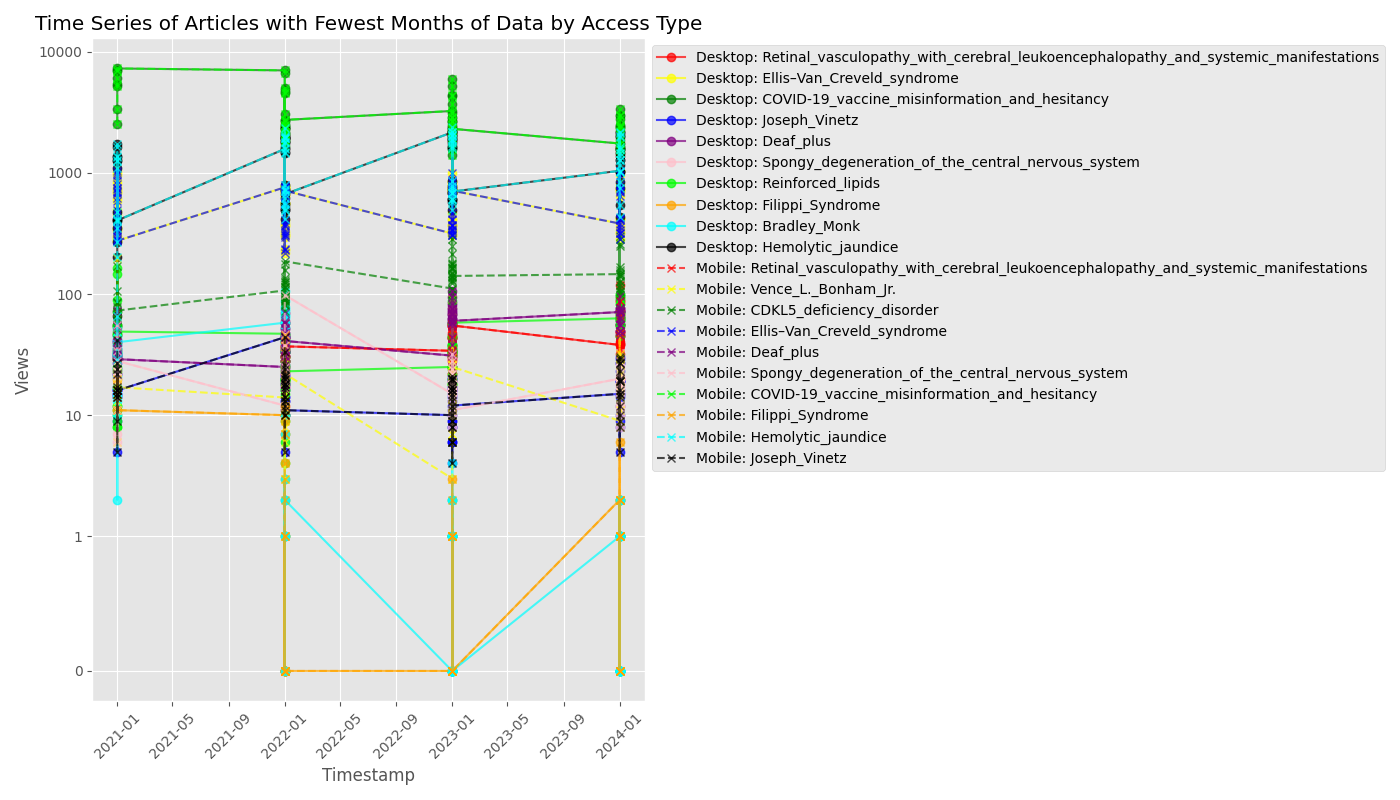 Time Series of Articles with Fewest Months of Data by Access Type
Views
10000
1000
100
10
1
0
2021-01
2021-05
2021-09
2022-01
2022-05
2022-09
2023-01
2023-05
2023-09
2024-01
Timestamp
Desktop: Retinal_vasculopathy_with_cerebral_leukoencephalopathy_and_systemic_manifestations
Desktop: Ellis–Van_Creveld_syndrome
Desktop: COVID-19_vaccine_misinformation_and_hesitancy
Desktop: Joseph_Vinetz
Desktop: Deaf_plus
Desktop: Spongy_degeneration_of_the_central_nervous_system
Desktop: Reinforced_lipids
Desktop: Filippi_Syndrome
Desktop: Bradley_Monk
Desktop: Hemolytic_jaundice
Mobile: Retinal_vasculopathy_with_cerebral_leukoencephalopathy_and_systemic_manifestations
Mobile: Vence_L._Bonham_Jr.
Mobile: CDKL5_deficiency_disorder
Mobile: Ellis–Van_Creveld_syndrome
Mobile: Deaf_plus
Mobile: Spongy_degeneration_of_the_central_nervous_system
Mobile: COVID-19_vaccine_misinformation_and_hesitancy
Mobile: Filippi_Syndrome
Mobile: Hemolytic_jaundice
Mobile: Joseph_Vinetz